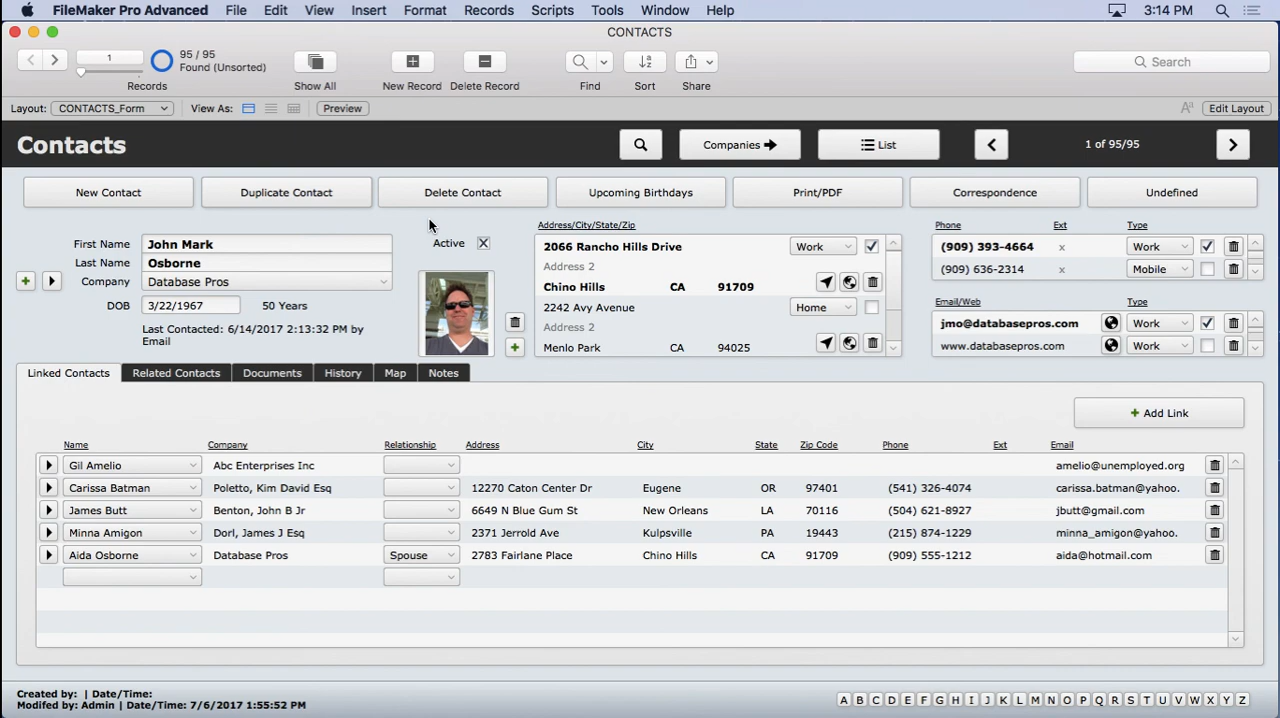 FileMaker Pro Advanced File Edit View Insert Format Records Scripts Tools Window Help 3:14 PM
CONTACTS
1 95 / 95 Found (Unsorted)
Records Show All New Record Delete Record Find Sort Share Search
Layout: CONTACTS_Form View As: Preview Aa Edit Layout
Contacts Companies List 1 of 95/95
New Contact Duplicate Contact Delete Contact Upcoming Birthdays Print/PDF Correspondence Undefined
First Name John Mark
Last Name Osborne
Company Database Pros
DOB 3/22/1967 50 Years
Last Contacted: 6/14/2017 2:13:32 PM by
Email
Active
Address/City/State/Zip
2066 Rancho Hills Drive Work
Address 2
Chino Hills CA 91709
2242 Avy Avenue Home
Address 2
Menlo Park CA 94025
Phone Ext Type
(909) 393-4664 x Work
(909) 636-2314 x Mobile
Email/Web Type
jmo@databasepros.com Work
www.databasepros.com Work
Linked Contacts Related Contacts Documents History Map Notes
+ Add Link
Name Company Relationship Address City State Zip Code Phone Ext Email
Gil Amelio Abc Enterprises Inc amelio@unemployed.org
Carissa Batman Poletto, Kim David Esq 12270 Caton Center Dr Eugene OR 97401 (541) 326-4074 carissa.batman@yahoo.
James Butt Benton, John B Jr 6649 N Blue Gum St New Orleans LA 70116 (504) 621-8927 jbutt@gmail.com
Minna Amigon Dorl, James J Esq 2371 Jerrold Ave Kulpsville PA 19443 (215) 874-1229 minna_amigon@yahoo.
Aida Osborne Database Pros Spouse 2783 Fairlane Place Chino Hills CA 91709 (909) 555-1212 aida@hotmail.com
Created by: | Date/Time:
Modifed by: Admin | Date/Time: 7/6/2017 1:55:52 PM
A B C D E F G H I J K L M N O P Q R S T U V W X Y Z